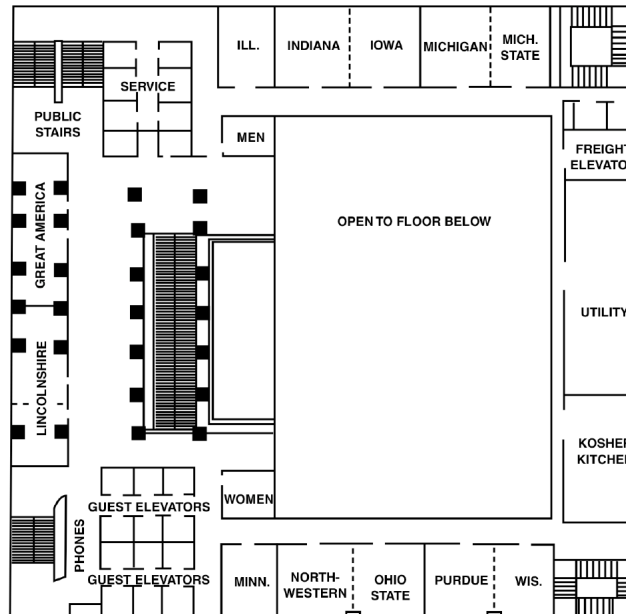 ILL.
INDIANA
IOWA
MICHIGAN
MICH.
STATE
SERVICE
PUBLIC
STAIRS
MEN
FREIGHT
ELEVATO
GREAT AMERICA
OPEN TO FLOOR BELOW
UTILITY
LINCOLNSHIRE
KOSHER
KITCHEN
WOMEN
GUEST ELEVATORS
PHONES
GUEST ELEVATORS
MINN.
NORTH-
WESTERN
OHIO
STATE
PURDUE
WIS.